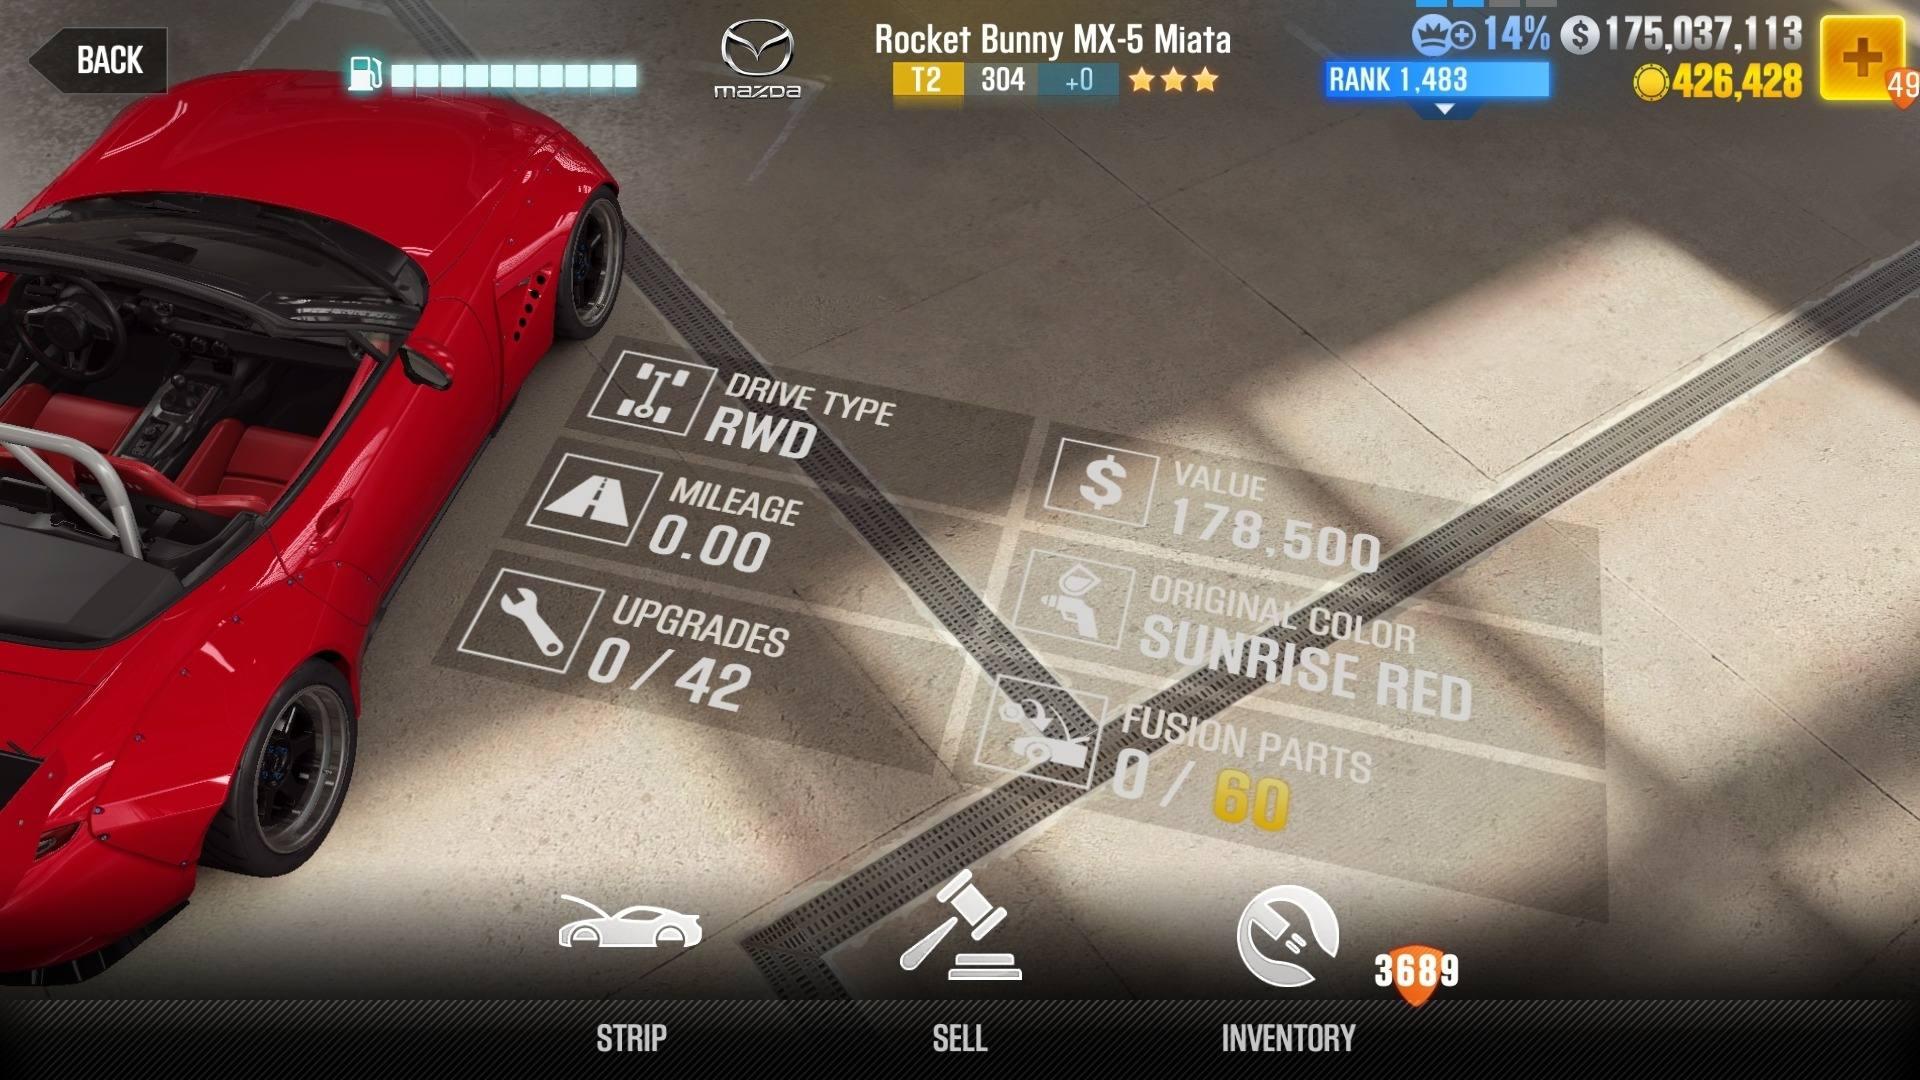 BACK
mazda
Rocket Bunny MX-5 Miata
T2 304 +0
14%
$ 175,037,113
RANK 1,483
426,428
49
DRIVE TYPE
RWD
MILEAGE
0.00
UPGRADES
0 / 42
$ VALUE
178,500
ORIGINAL COLOR
SUNRISE RED
FUSION PARTS
0 / 60
3689
STRIP
SELL
INVENTORY